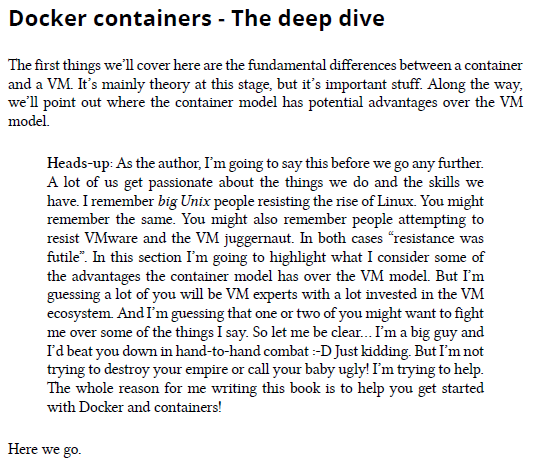 Docker containers - The deep dive
The first things we’ll cover here are the fundamental differences between a container
and a VM. It’s mainly theory at this stage, but it’s important stuff. Along the way,
we’ll point out where the container model has potential advantages over the VM
model.
Heads-up: As the author, I’m going to say this before we go any further.
A lot of us get passionate about the things we do and the skills we
have. I remember big Unix people resisting the rise of Linux. You might
remember the same. You might also remember people attempting to
resist VMware and the VM juggernaut. In both cases “resistance was
futile”. In this section I’m going to highlight what I consider some of
the advantages the container model has over the VM model. But I’m
guessing a lot of you will be VM experts with a lot invested in the VM
ecosystem. And I’m guessing that one or two of you might want to fight
me over some of the things I say. So let me be clear… I’m a big guy and
I’d beat you down in hand-to-hand combat :-D Just kidding. But I’m not
trying to destroy your empire or call your baby ugly! I’m trying to help.
The whole reason for me writing this book is to help you get started
with Docker and containers!
Here we go.